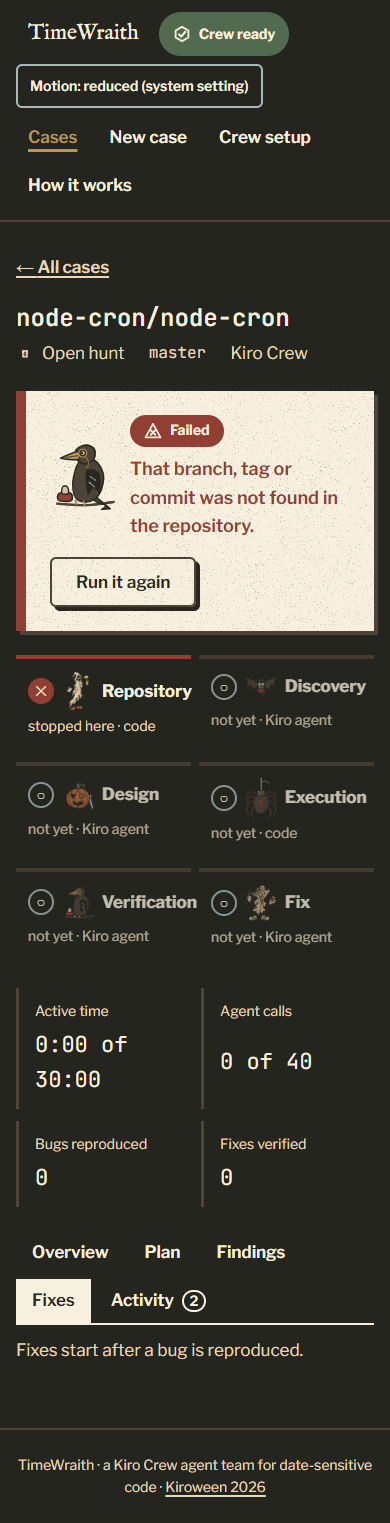 TimeWraith
Crew ready
Motion: reduced (system setting)
Cases
New case
Crew setup
How it works
← All cases
node-cron/node-cron
Open hunt
master
Kiro Crew
Failed
That branch, tag or
commit was not found in
the repository.
Run it again
Repository
stopped here · code
Discovery
not yet · Kiro agent
Design
not yet · Kiro agent
Execution
not yet · code
Verification
not yet · Kiro agent
Fix
not yet · Kiro agent
Active time
0:00 of
30:00
Agent calls
0 of 40
Bugs reproduced
0
Fixes verified
0
Overview
Plan
Findings
Fixes
Activity 2
Fixes start after a bug is reproduced.
TimeWraith · a Kiro Crew agent team for date-sensitive
code · Kiroween 2026